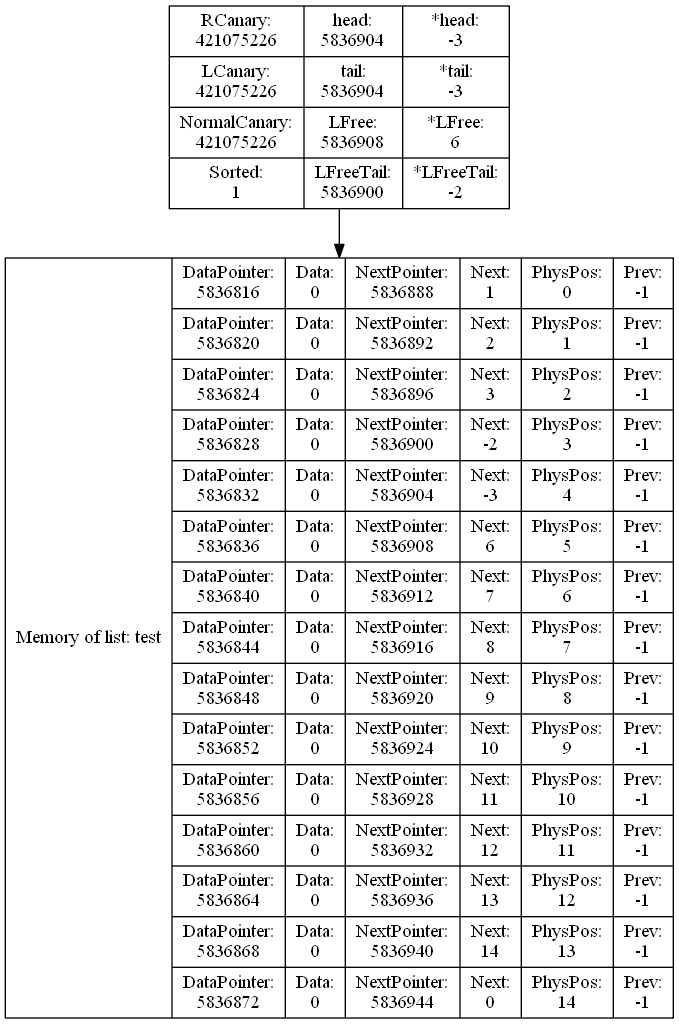 RCanary: head: *head:
421075226 5836904 -3
LCanary: tail: *tail:
421075226 5836904 -3
NormalCanary: LFree: *LFree:
421075226 5836908 6
Sorted: LFreeTail: *LFreeTail:
1 5836900 -2
DataPointer: Data: NextPointer: Next: PhysPos: Prev:
5836816 0 5836888 1 0 -1
DataPointer: Data: NextPointer: Next: PhysPos: Prev:
5836820 0 5836892 2 1 -1
DataPointer: Data: NextPointer: Next: PhysPos: Prev:
5836824 0 5836896 3 2 -1
DataPointer: Data: NextPointer: Next: PhysPos: Prev:
5836828 0 5836900 -2 3 -1
DataPointer: Data: NextPointer: Next: PhysPos: Prev:
5836832 0 5836904 -3 4 -1
DataPointer: Data: NextPointer: Next: PhysPos: Prev:
5836836 0 5836908 6 5 -1
DataPointer: Data: NextPointer: Next: PhysPos: Prev:
5836840 0 5836912 7 6 -1
Memory of list: test
DataPointer: Data: NextPointer: Next: PhysPos: Prev:
5836844 0 5836916 8 7 -1
DataPointer: Data: NextPointer: Next: PhysPos: Prev:
5836848 0 5836920 9 8 -1
DataPointer: Data: NextPointer: Next: PhysPos: Prev:
5836852 0 5836924 10 9 -1
DataPointer: Data: NextPointer: Next: PhysPos: Prev:
5836856 0 5836928 11 10 -1
DataPointer: Data: NextPointer: Next: PhysPos: Prev:
5836860 0 5836932 12 11 -1
DataPointer: Data: NextPointer: Next: PhysPos: Prev:
5836864 0 5836936 13 12 -1
DataPointer: Data: NextPointer: Next: PhysPos: Prev:
5836868 0 5836940 14 13 -1
DataPointer: Data: NextPointer: Next: PhysPos: Prev:
5836872 0 5836944 0 14 -1